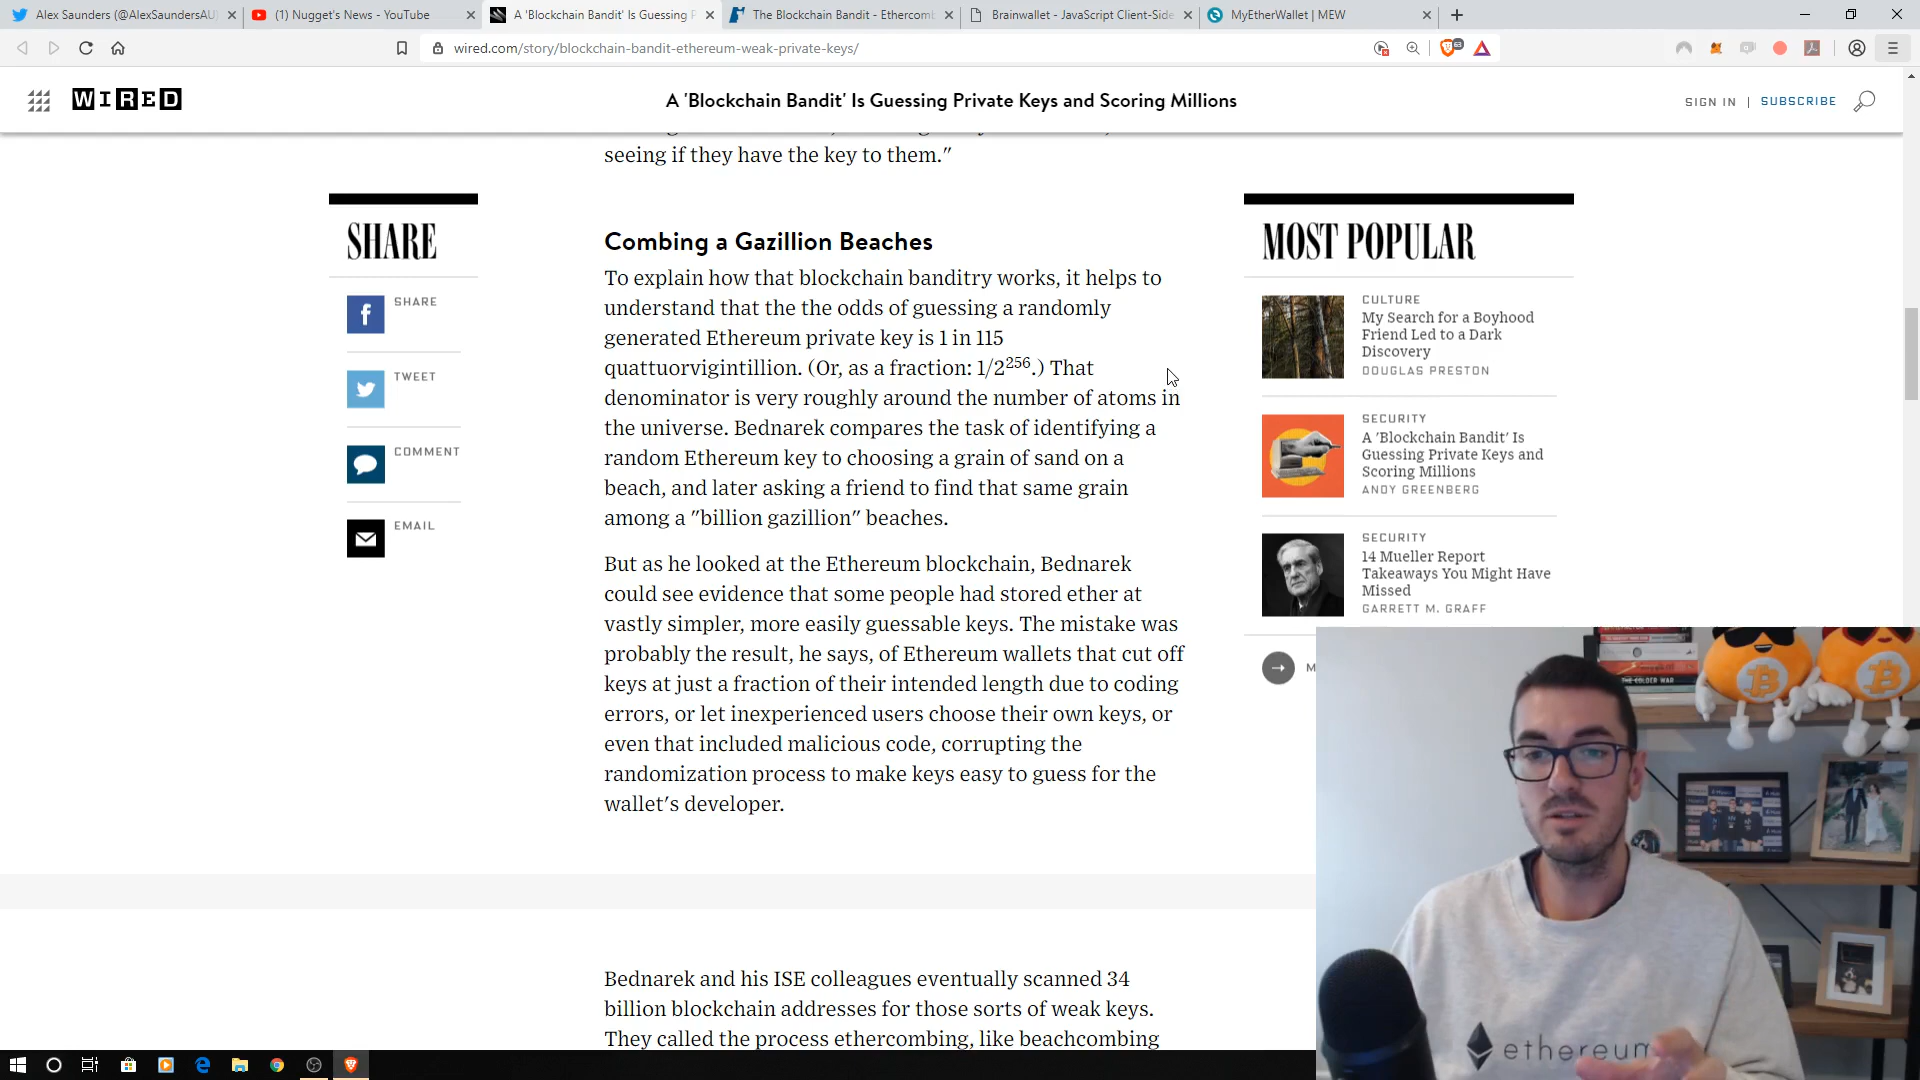 Alex Saunders (@AlexSaundersAU
(1) Nugget's News - YouTube
A 'Blockchain Bandit' Is Guessing P
The Blockchain Bandit - Ethercomb
Brainwallet - JavaScript Client-Side
MyEtherWallet | MEW
wired.com/story/blockchain-bandit-ethereum-weak-private-keys/
WIRED
A 'Blockchain Bandit' Is Guessing Private Keys and Scoring Millions
SIGN IN | SUBSCRIBE
seeing if they have the key to them."
SHARE
SHARE
TWEET
COMMENT
EMAIL
Combing a Gazillion Beaches
To explain how that blockchain banditry works, it helps to
understand that the the odds of guessing a randomly
generated Ethereum private key is 1 in 115
quattuorvigintillion. (Or, as a fraction: 1/2²⁵⁶.) That
denominator is very roughly around the number of atoms in
the universe. Bednarek compares the task of identifying a
random Ethereum key to choosing a grain of sand on a
beach, and later asking a friend to find that same grain
among a "billion gazillion" beaches.
But as he looked at the Ethereum blockchain, Bednarek
could see evidence that some people had stored ether at
vastly simpler, more easily guessable keys. The mistake was
probably the result, he says, of Ethereum wallets that cut off
keys at just a fraction of their intended length due to coding
errors, or let inexperienced users choose their own keys, or
even that included malicious code, corrupting the
randomization process to make keys easy to guess for the
wallet's developer.
Bednarek and his ISE colleagues eventually scanned 34
billion blockchain addresses for those sorts of weak keys.
They called the process ethercombing, like beachcombing
MOST POPULAR
CULTURE
My Search for a Boyhood
Friend Led to a Dark
Discovery
DOUGLAS PRESTON
SECURITY
A 'Blockchain Bandit' Is
Guessing Private Keys and
Scoring Millions
ANDY GREENBERG
SECURITY
14 Mueller Report
Takeaways You Might Have
Missed
GARRETT M. GRAFF
M
THE COLDER WAR
ethereum